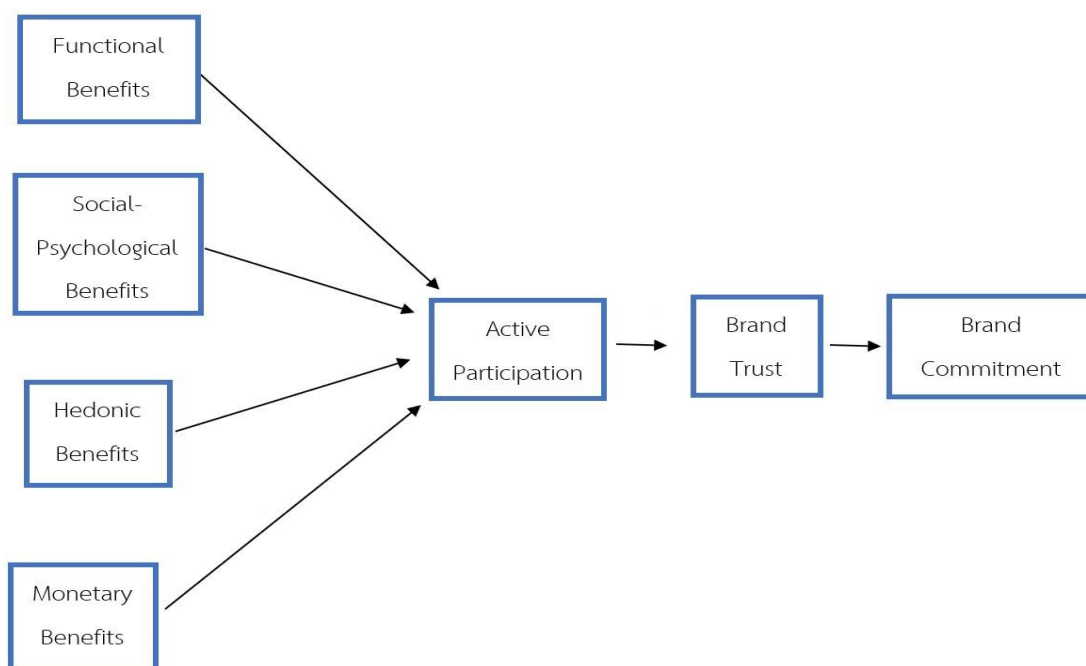 Functional
Benefits
Social-
Psychological
Benefits
Hedonic
Benefits
Monetary
Benefits
Active
Participation
Brand
Trust
Brand
Commitment